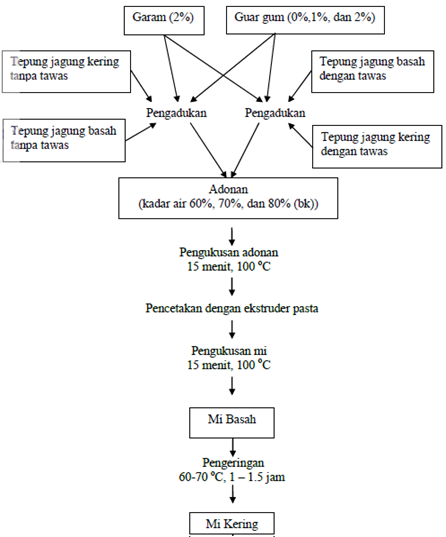 Garam (2%)
Guar gum (0%,1%, dan 2%)
Tepung jagung kering
tanpa tawas
Tepung jagung basah
dengan tawas
Pengadukan
Pengadukan
Tepung jagung basah
tanpa tawas
Tepung jagung kering
dengan tawas
Adonan
(kadar air 60%, 70%, dan 80% (bk))
Pengukusan adonan
15 menit, 100 °C
Pencetakan dengan ekstruder pasta
Pengukusan mi
15 menit, 100 °C
Mi Basah
Pengeringan
60-70 °C, 1 – 1.5 jam
Mi Kering